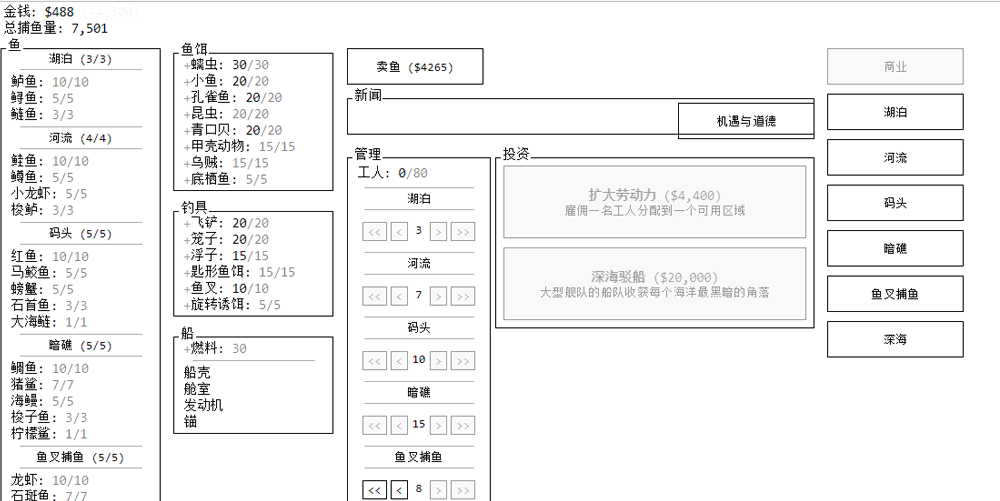 金钱: $488
总捕鱼量: 7,501
鱼
湖泊 (3/3)
鲈鱼: 10/10
鲟鱼: 5/5
鲢鱼: 3/3
河流 (4/4)
鲑鱼: 10/10
鳟鱼: 5/5
小龙虾: 5/5
梭鲈: 3/3
码头 (5/5)
红鱼: 10/10
马鲛鱼: 5/5
螃蟹: 5/5
石首鱼: 3/3
大海鲢: 1/1
暗礁 (5/5)
鲷鱼: 10/10
猪鲨: 7/7
海鳗: 5/5
梭子鱼: 3/3
柠檬鲨: 1/1
鱼叉捕鱼 (5/5)
龙虾: 10/10
石斑鱼: 7/7
鱼饵
+蠕虫: 30/30
+小鱼: 20/20
+孔雀鱼: 20/20
+昆虫: 20/20
+青口贝: 20/20
+甲壳动物: 15/15
+乌贼: 15/15
+底栖鱼: 5/5
钓具
+飞铲: 20/20
+笼子: 20/20
+浮子: 15/15
+匙形鱼饵: 15/15
+鱼叉: 10/10
+旋转诱饵: 5/5
船
+燃料: 30
船壳
舱室
发动机
锚
卖鱼 ($4265)
新闻
机遇与道德
管理
工人: 0/80
湖泊
<< < 3 > >>
河流
<< < 7 > >>
码头
<< < 10 > >>
暗礁
<< < 15 > >>
鱼叉捕鱼
<< < 8 > >>
投资
扩大劳动力 ($4,400)
雇佣一名工人分配到一个可用区域
深海驳船 ($20,000)
大型舰队的船队收获每个海洋最黑暗的角落
商业
湖泊
河流
码头
暗礁
鱼叉捕鱼
深海